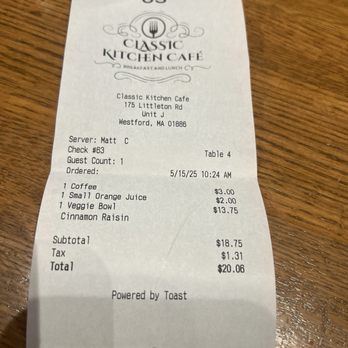 CLASSIC
KITCHEN CAFÉ
BREAKFAST AND LUNCH
Classic Kitchen Cafe
175 Littleton Rd
Unit J
Westford, MA 01886
Server: Matt C
Check #63 Table 4
Guest Count: 1
Ordered: 5/15/25 10:24 AM
1 Coffee $3.00
1 Small Orange Juice $2.00
1 Veggie Bowl $13.75
Cinnamon Raisin
Subtotal $18.75
Tax $1.31
Total $20.06
Powered by Toast